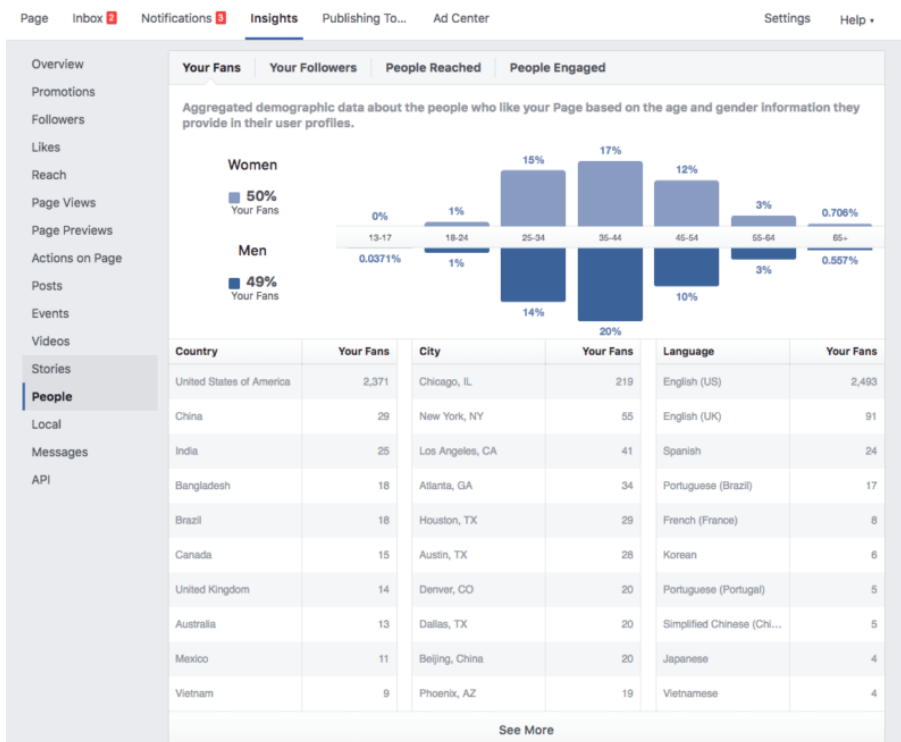 Page Inbox 2 Notifications 3 Insights Publishing To... Ad Center Settings Help
Overview
Promotions
Followers
Likes
Reach
Page Views
Page Previews
Actions on Page
Posts
Events
Videos
Stories
People
Local
Messages
API
Your Fans Your Followers People Reached People Engaged
Aggregated demographic data about the people who like your Page based on the age and gender information they
provide in their user profiles.
Women
50%
Your Fans
0% 1% 15% 17% 12% 3% 0.706%
13-17 18-24 25-34 35-44 45-54 55-64 65+
Men
49%
Your Fans
0.0371% 1% 14% 20% 10% 3% 0.557%
Country Your Fans City Your Fans Language Your Fans
United States of America 2,371 Chicago, IL 219 English (US) 2,493
China 29 New York, NY 55 English (UK) 91
India 25 Los Angeles, CA 41 Spanish 24
Bangladesh 18 Atlanta, GA 34 Portuguese (Brazil) 17
Brazil 18 Houston, TX 29 French (France) 8
Canada 15 Austin, TX 28 Korean 6
United Kingdom 14 Denver, CO 20 Portuguese (Portugal) 5
Australia 13 Dallas, TX 20 Simplified Chinese (Chi... 5
Mexico 11 Beijing, China 20 Japanese 4
Vietnam 9 Phoenix, AZ 19 Vietnamese 4
See More